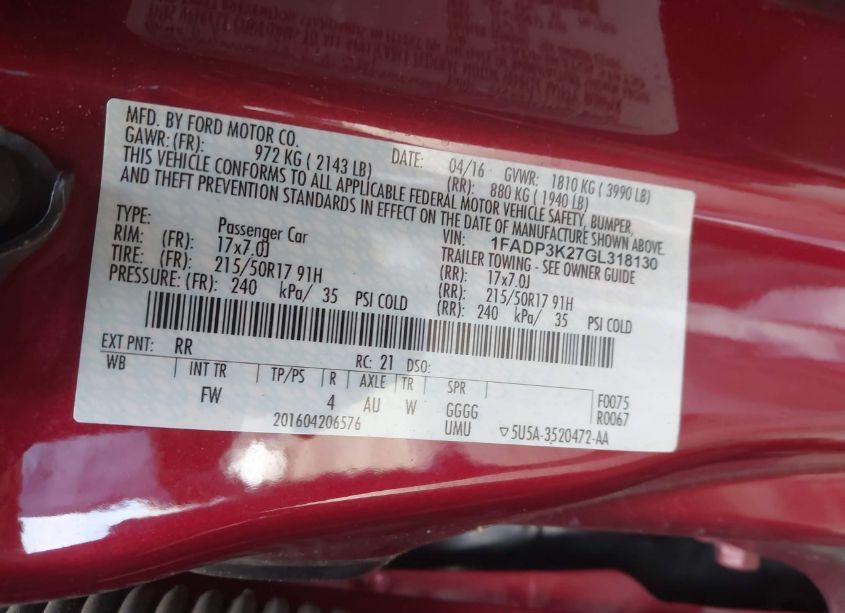 MFD. BY FORD MOTOR CO.
DATE: 04/16 GVWR: 1810 KG ( 3990 LB)
GAWR: (FR): 972 KG ( 2143 LB) (RR): 880 KG ( 1940 LB)
THIS VEHICLE CONFORMS TO ALL APPLICABLE FEDERAL MOTOR VEHICLE SAFETY, BUMPER,
AND THEFT PREVENTION STANDARDS IN EFFECT ON THE DATE OF MANUFACTURE SHOWN ABOVE.
VIN: 1FADP3K27GL318130
TYPE: Passenger Car TRAILER TOWING - SEE OWNER GUIDE
RIM: (FR): 17x7.0J (RR): 17x7.0J
TIRE: (FR): 215/50R17 91H (RR): 215/50R17 91H
(FR): 240 kPa/ 35 PSI COLD (RR): 240 kPa/ 35 PSI COLD
EXT PNT: RR RC: 21 DSO:
WB INT TR TP/PS R AXLE TR SPR
FW 4 AU W GGGG F0075
201604206576 UMU R0067
▽5U5A-3520472-AA